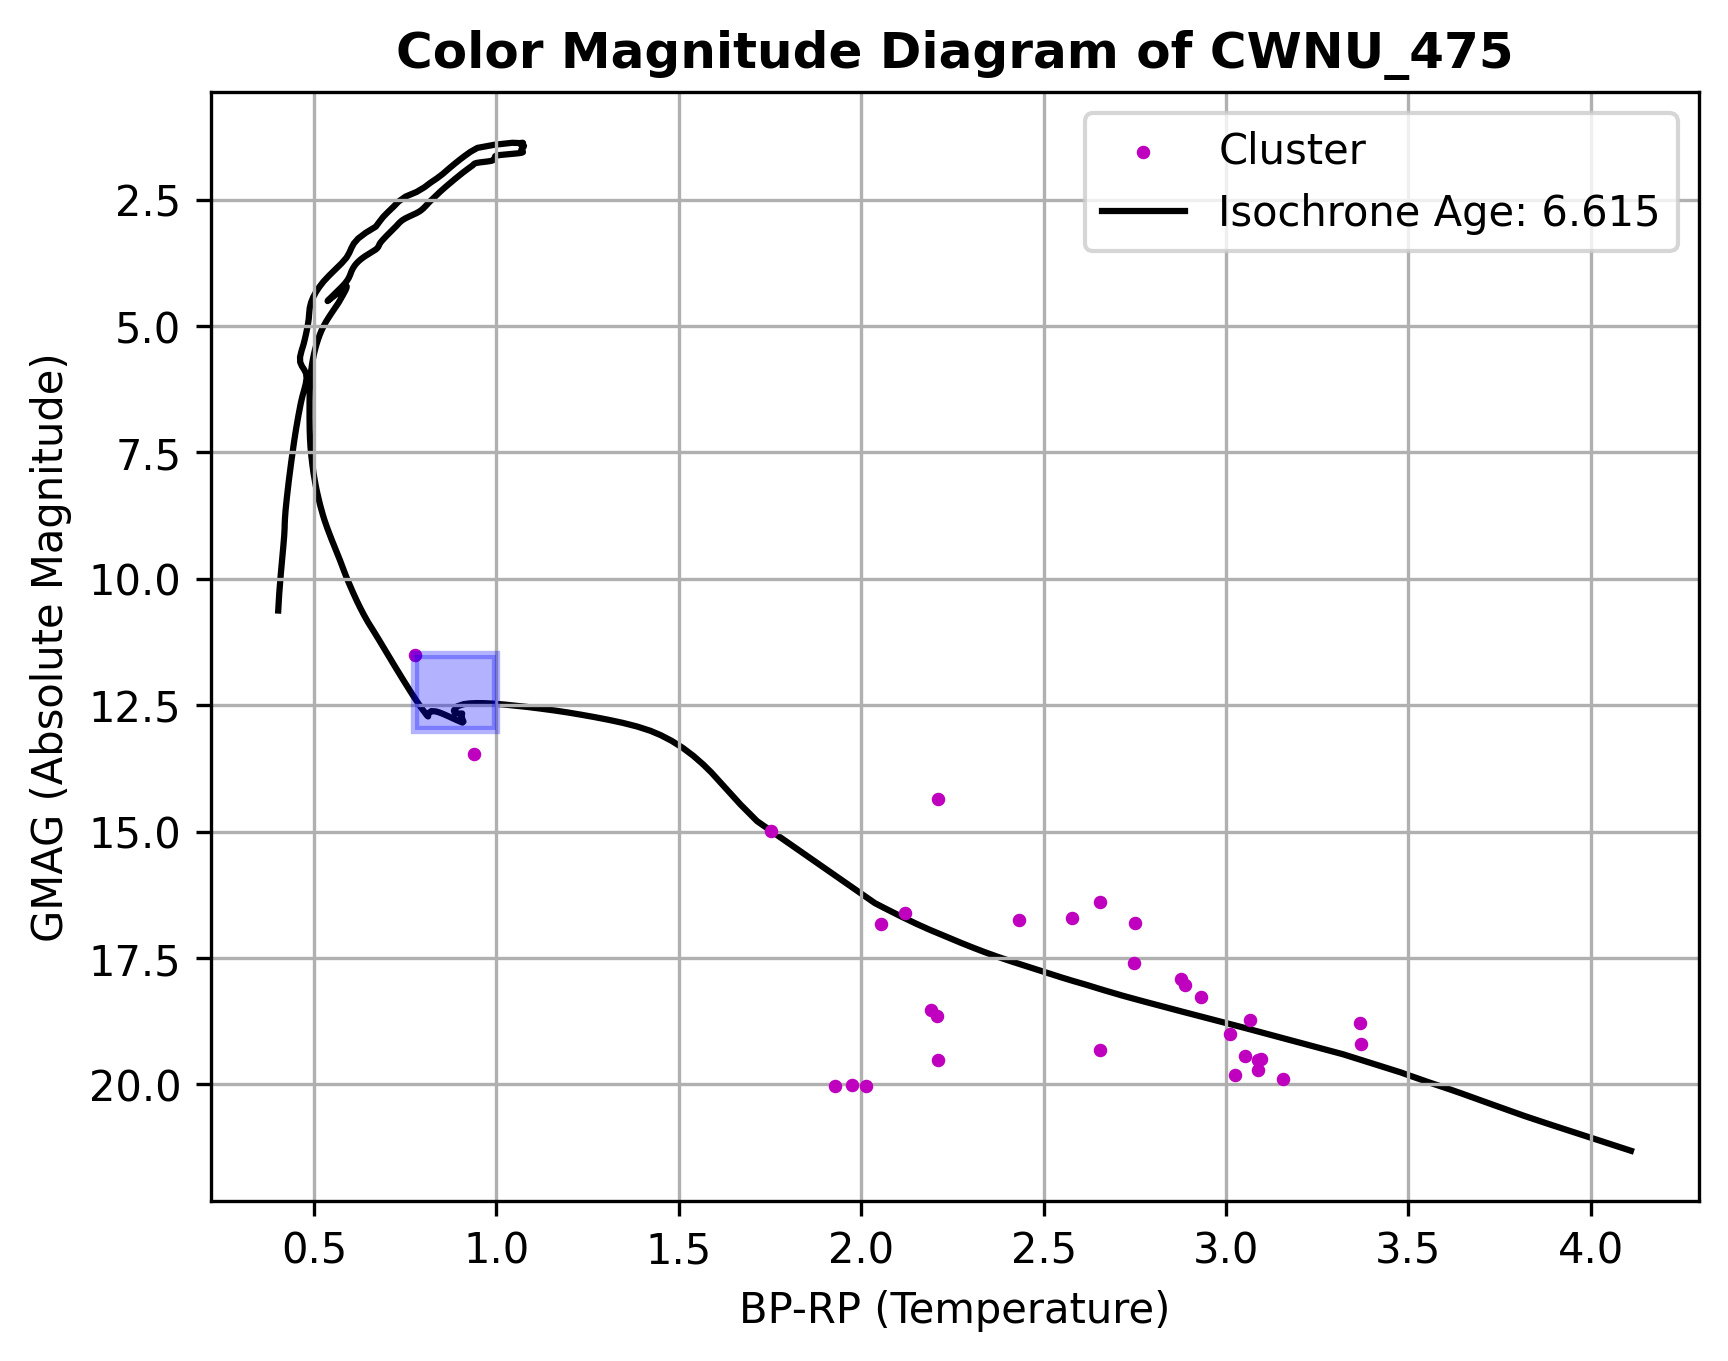 Color Magnitude Diagram of CWNU_475
Cluster
Isochrone Age: 6.615
GMAG (Absolute Magnitude)
2.5
5.0
7.5
10.0
12.5
15.0
17.5
20.0
0.5 1.0 1.5 2.0 2.5 3.0 3.5 4.0
BP-RP (Temperature)